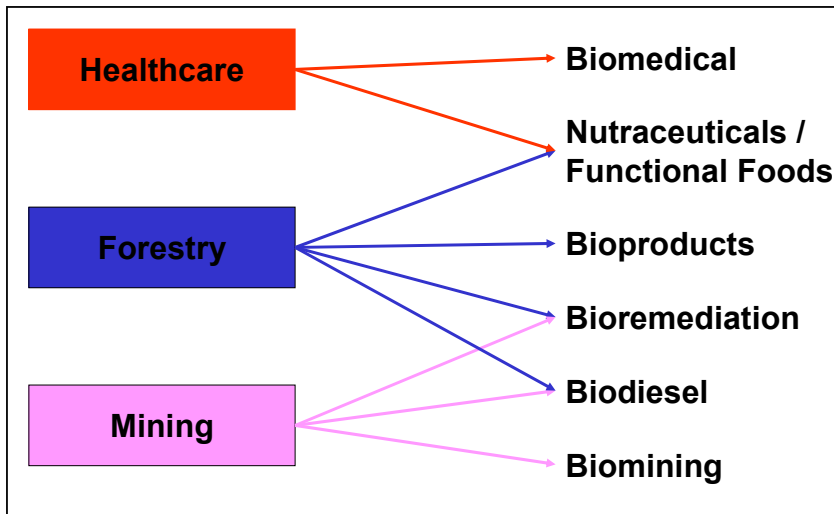 Healthcare
Biomedical
Nutraceuticals /
Functional Foods
Forestry
Bioproducts
Bioremediation
Biodiesel
Mining
Biomining